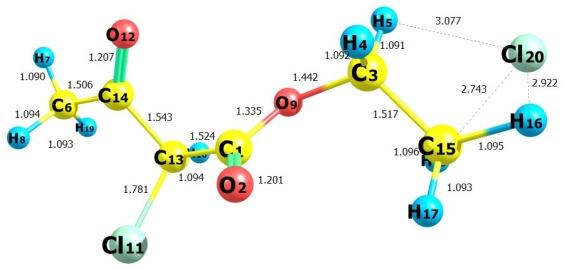 O12
H5
3.077
1.207
H4
1.092
1.091
Cl20
H7
C3
1.090
1.506
1.442
2.743
2.922
C6
C14
1.335
O9
1.517
H16
1.094
H19
1.543
1.524
C1
C15
H8
1.093
C13
1.096
1.095
1.094
O2
1.201
1.093
1.781
H17
Cl11